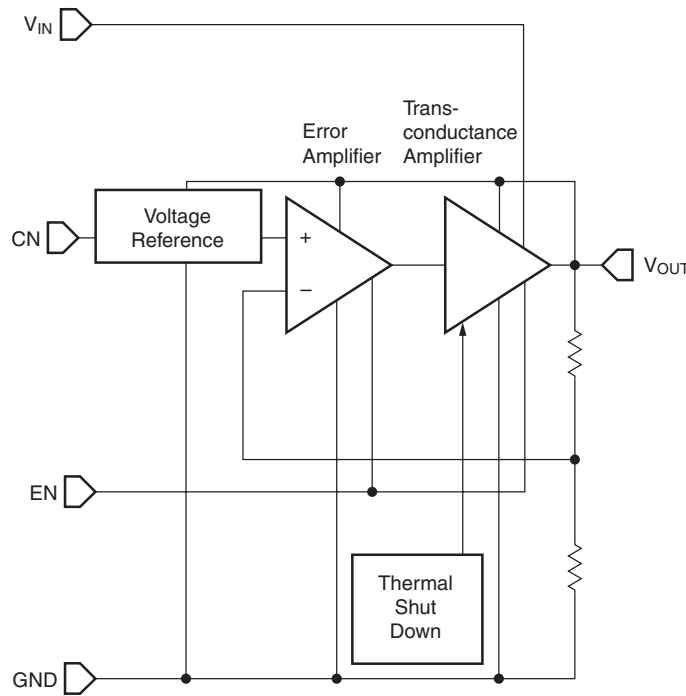 VIN
Trans-
conductance
Amplifier
Error
Amplifier
Voltage
Reference
CN
+
−
VOUT
EN
Thermal
Shut
Down
GND